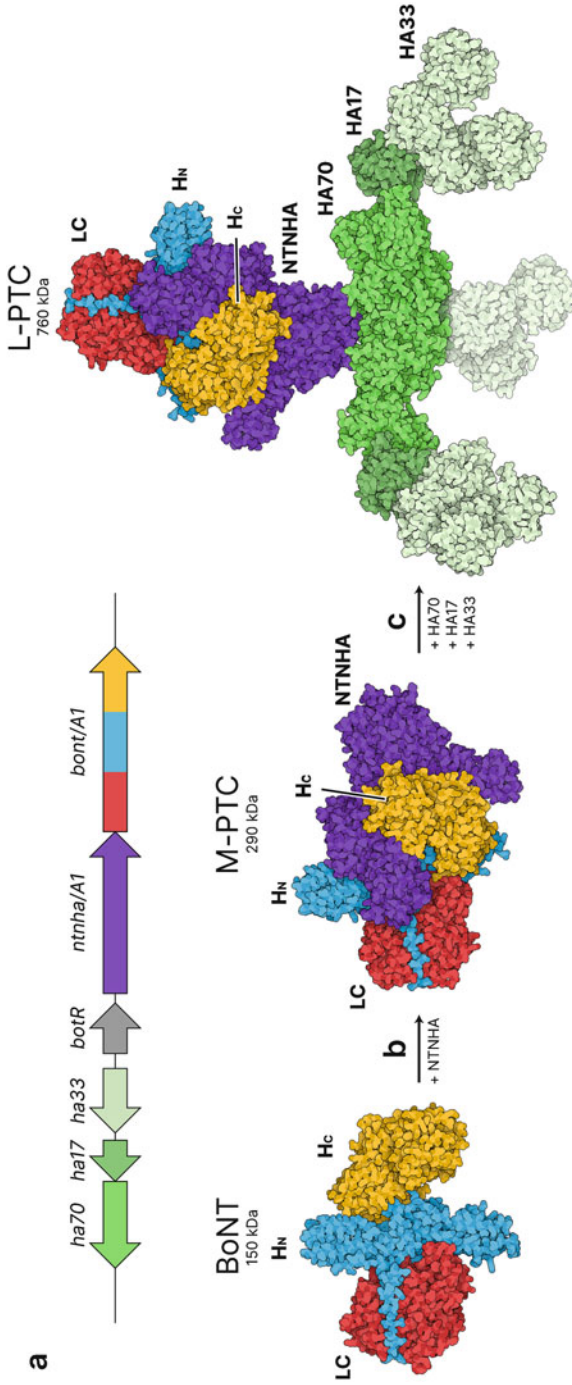 a
ha70
ha17
ha33
botR
ntnha/A1
bont/A1
BoNT
150 kDa
LC
HN
HC
b
+ NTNHA
M-PTC
290 kDa
LC
HN
HC
NTNHA
c
+ HA70
+ HA17
+ HA33
L-PTC
760 kDa
LC
HN
HC
NTNHA
HA70
HA17
HA33